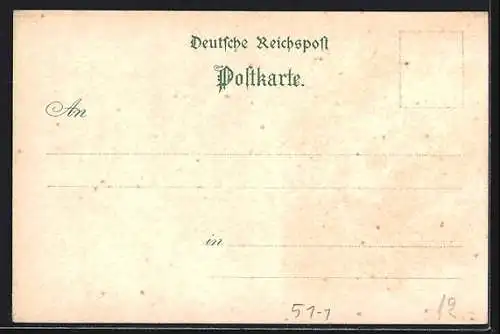 Deutsche Reichspost
Postkarte.
An
in
51-1 12